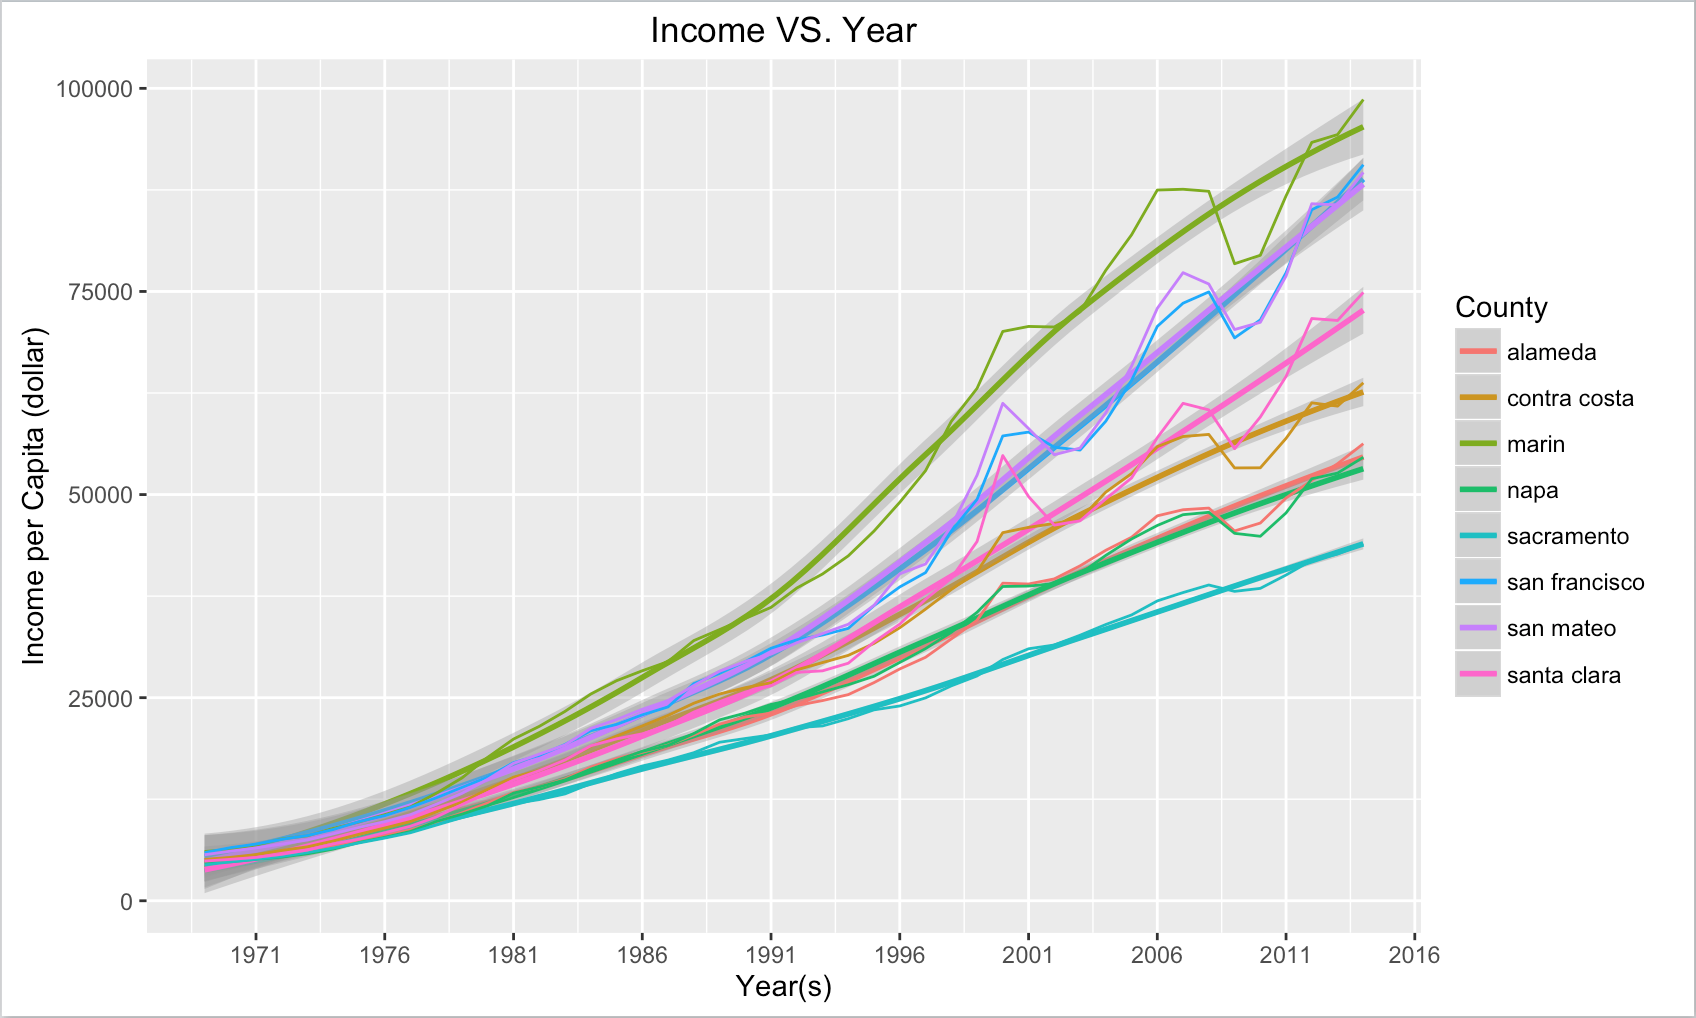 Income VS. Year
100000
75000
50000
25000
0
Income per Capita (dollar)
1971 1976 1981 1986 1991 1996 2001 2006 2011 2016
Year(s)
County
alameda
contra costa
marin
napa
sacramento
san francisco
san mateo
santa clara